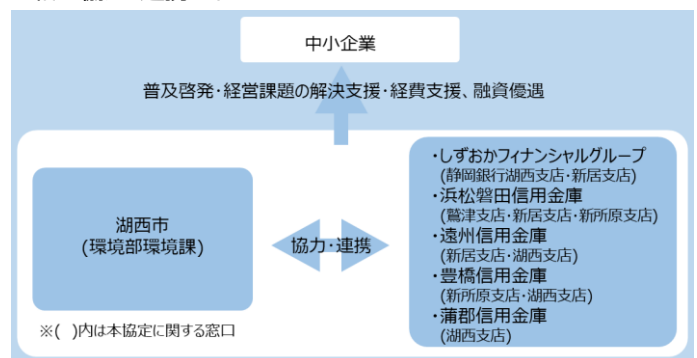 中小企業
普及啓発・経営課題の解決支援・経費支援、融資優遇
湖西市
(環境部環境課)
協力・連携
・しずおかフィナンシャルグループ
(静岡銀行湖西支店・新居支店)
・浜松磐田信用金庫
(鷲津支店・新居支店・新所原支店)
・遠州信用金庫
(新居支店・湖西支店)
・豊橋信用金庫
(新所原支店・湖西支店)
・蒲郡信用金庫
(湖西支店)
※( )内は本協定に関する窓口